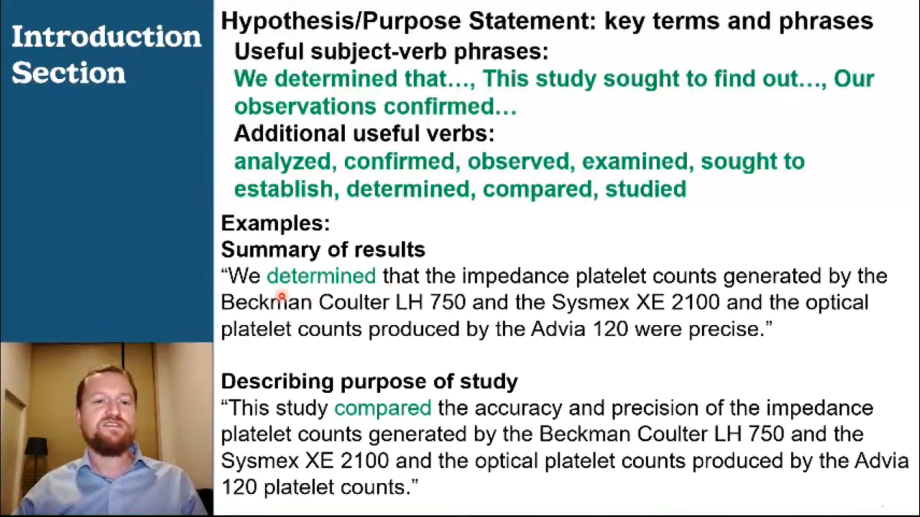 Introduction
Section
Hypothesis/Purpose Statement: key terms and phrases
Useful subject-verb phrases:
We determined that…, This study sought to find out…, Our
observations confirmed…
Additional useful verbs:
analyzed, confirmed, observed, examined, sought to
establish, determined, compared, studied
Examples:
Summary of results
“We determined that the impedance platelet counts generated by the
Beckman Coulter LH 750 and the Sysmex XE 2100 and the optical
platelet counts produced by the Advia 120 were precise.”
Describing purpose of study
“This study compared the accuracy and precision of the impedance
platelet counts generated by the Beckman Coulter LH 750 and the
Sysmex XE 2100 and the optical platelet counts produced by the Advia
120 platelet counts.”